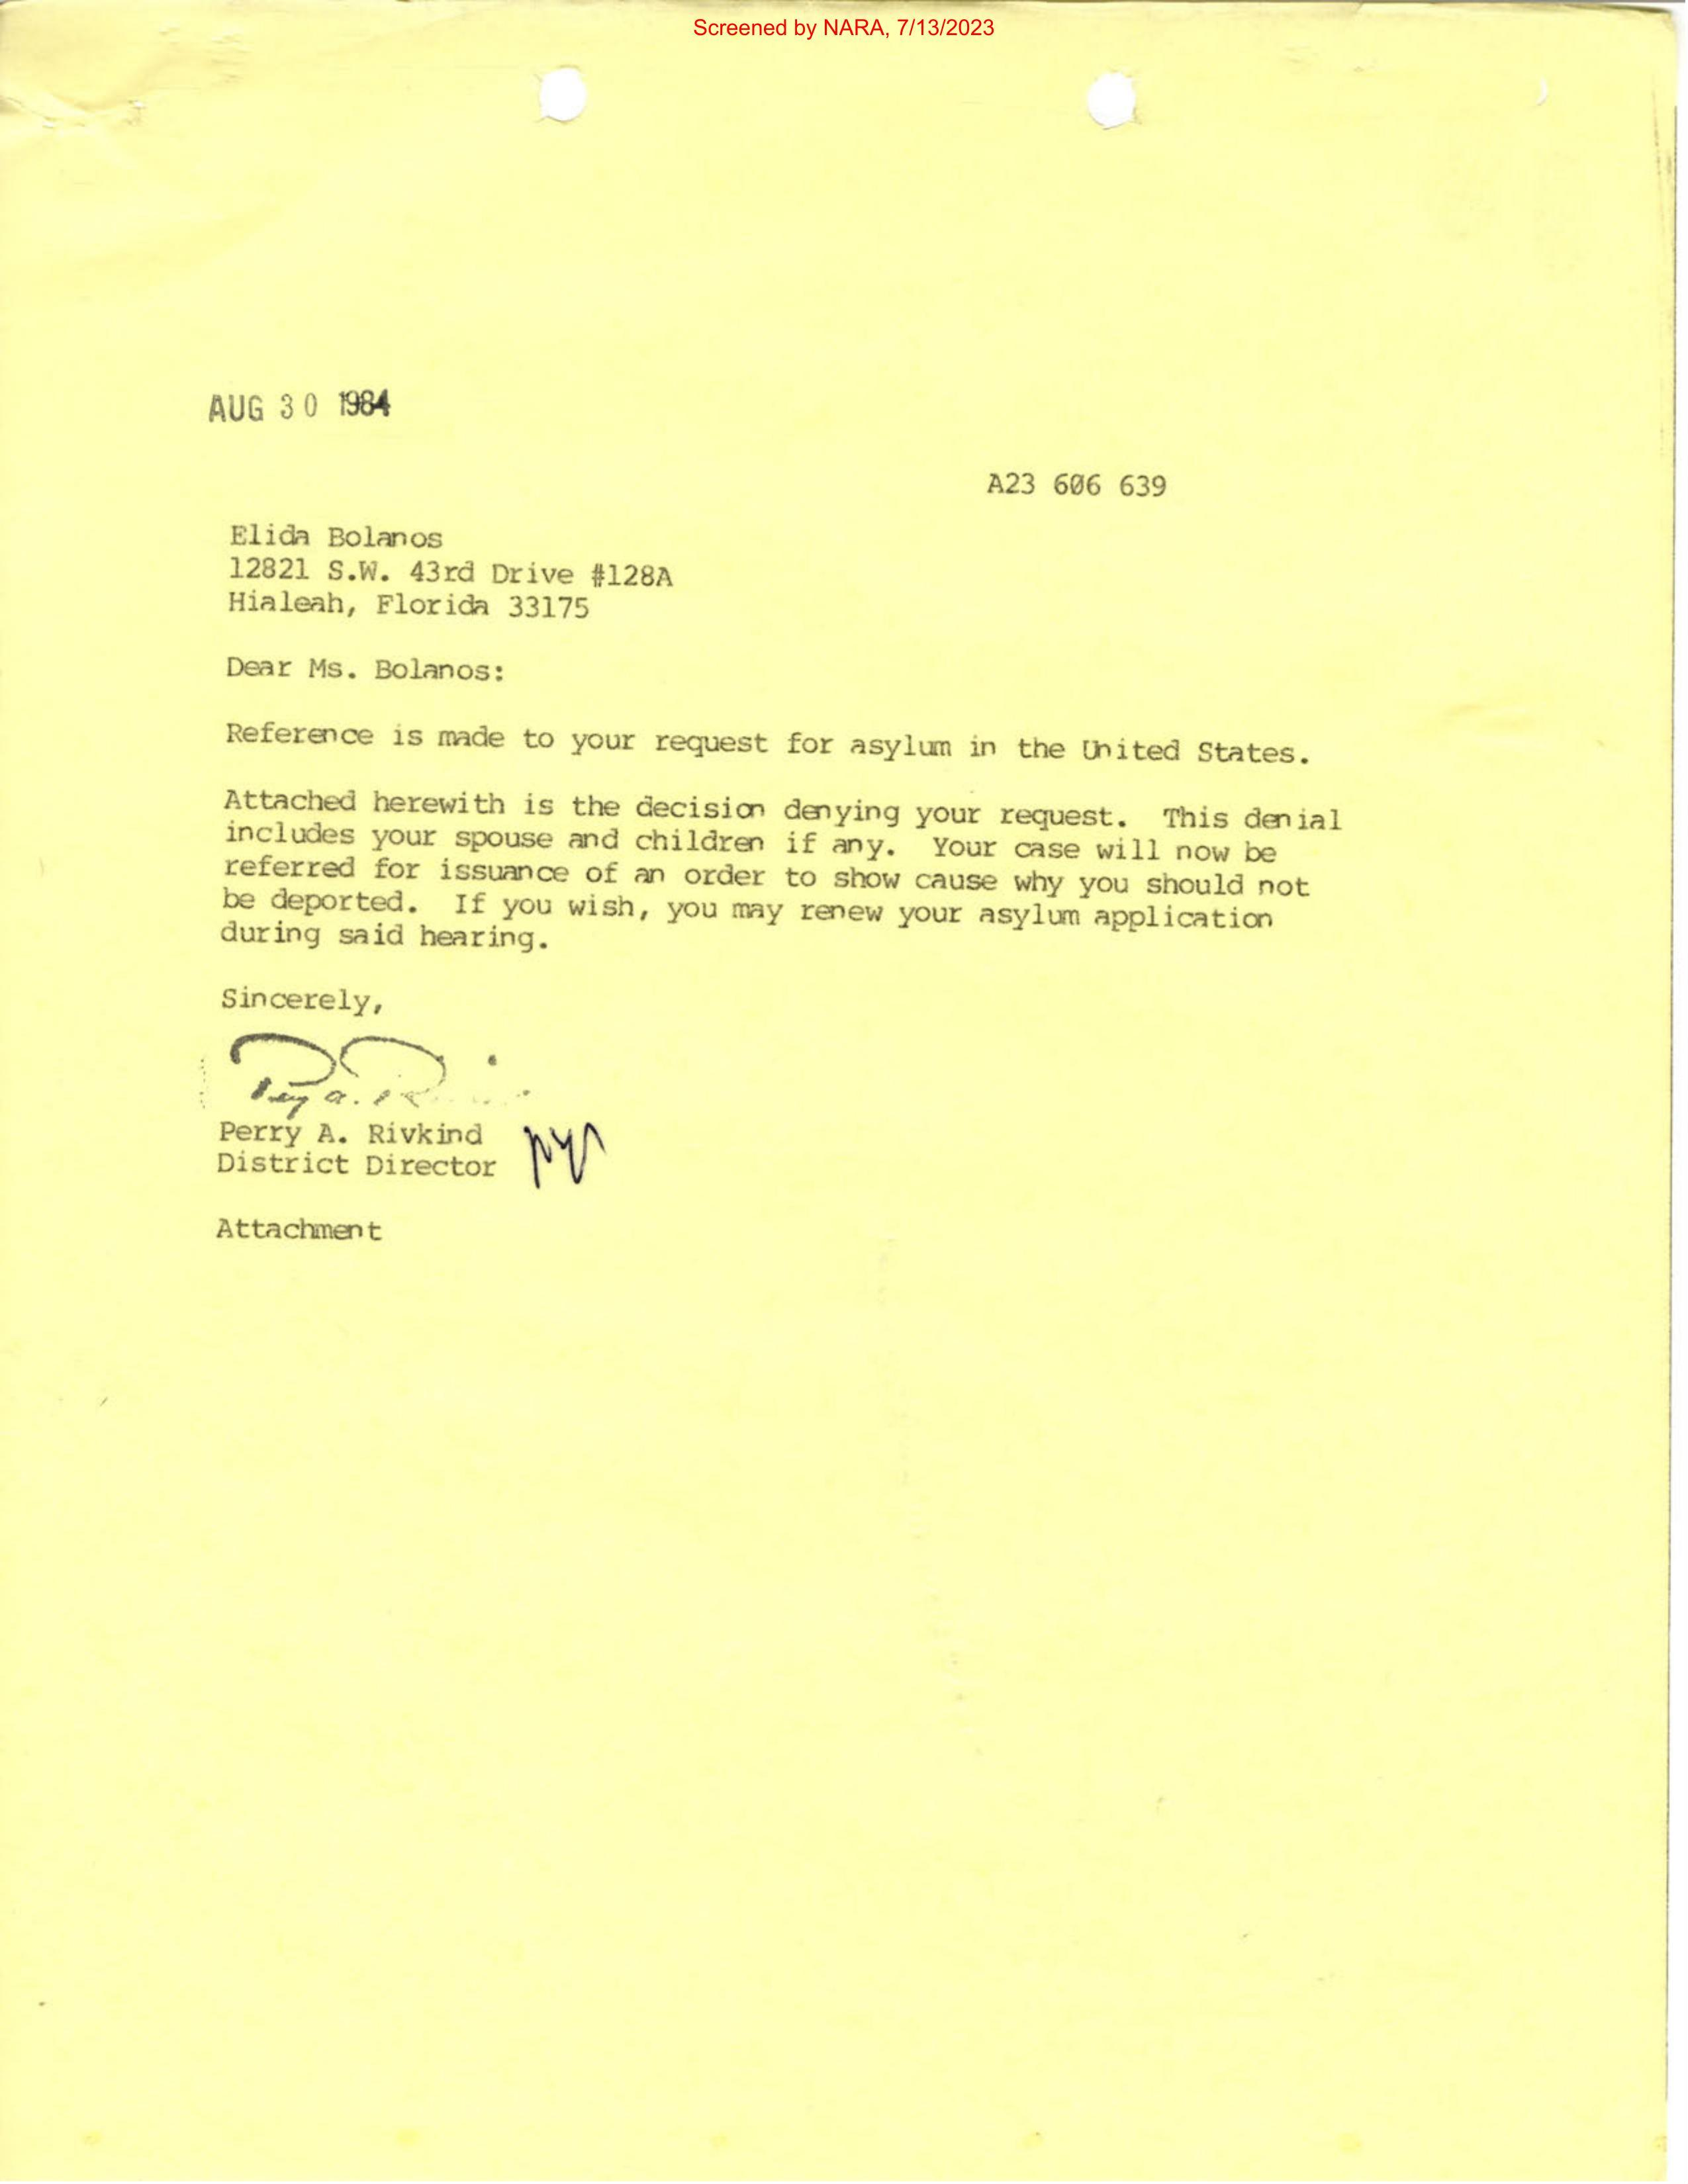 Screened by NARA, 7/13/2023
AUG 30 1984
A23 606 639
Elida Bolanos
12821 S.W. 43rd Drive #128A
Hialeah, Florida 33175
Dear Ms. Bolanos:
Reference is made to your request for asylum in the United States.
Attached herewith is the decision denying your request. This denial
includes your spouse and children if any. Your case will now be
referred for issuance of an order to show cause why you should not
be deported. If you wish, you may renew your asylum application
during said hearing.
Sincerely,
Perry A. Rivkind
District Director
Attachment